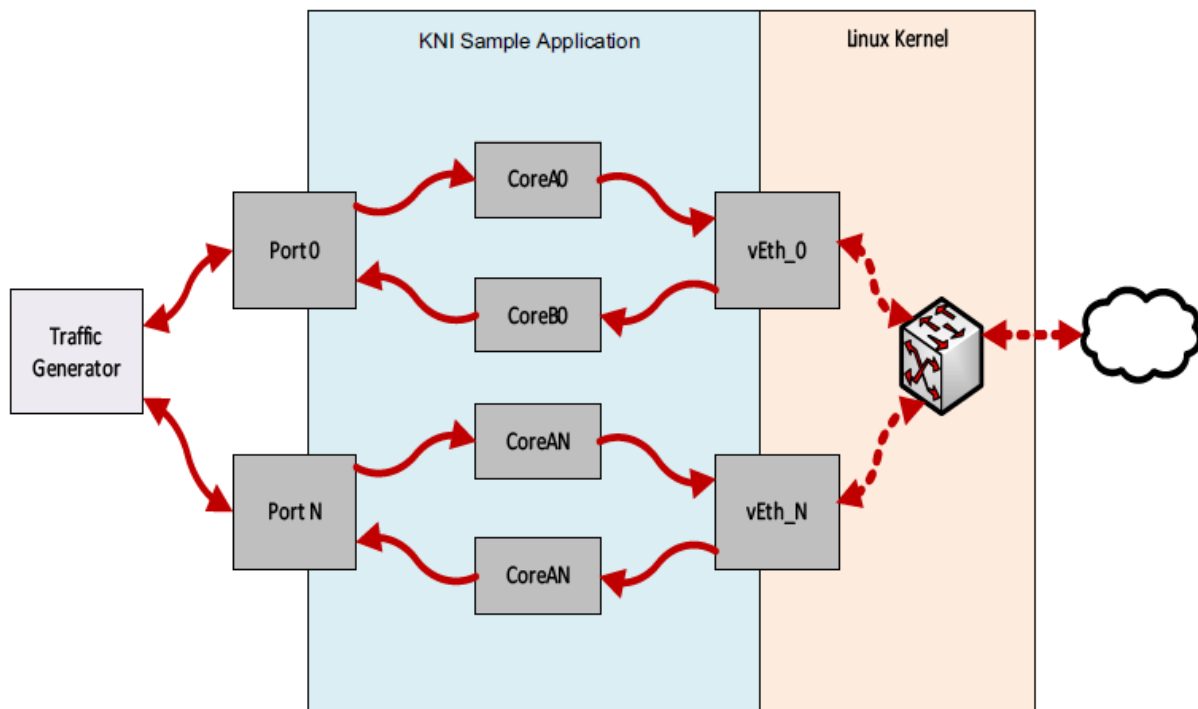 KNI Sample Application
Linux Kernel
CoreA0
Port 0
vEth_0
CoreB0
Traffic
Generator
CoreAN
Port N
vEth_N
CoreAN